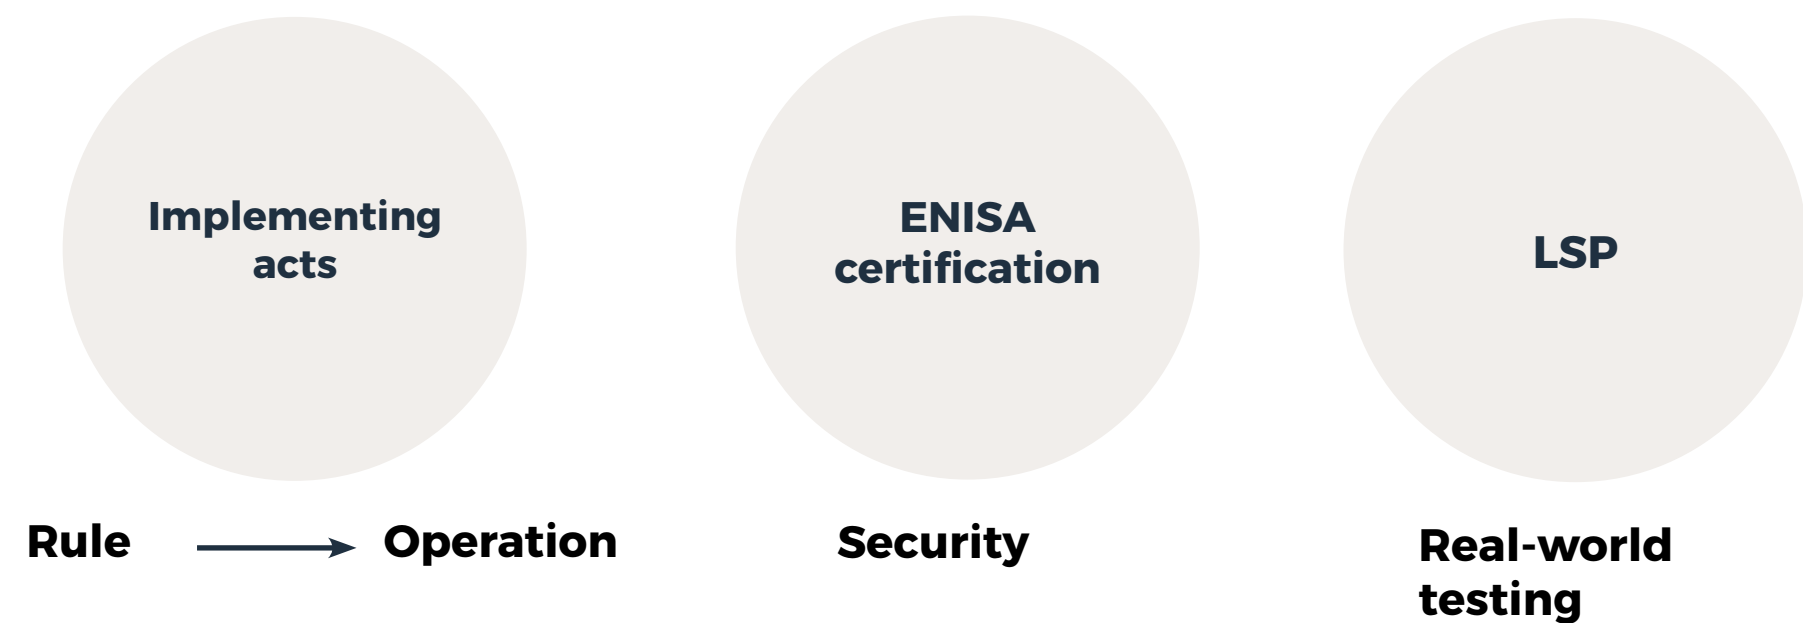 Implementing
acts
ENISA
certification
LSP
Rule Operation
Security
Real-world
testing